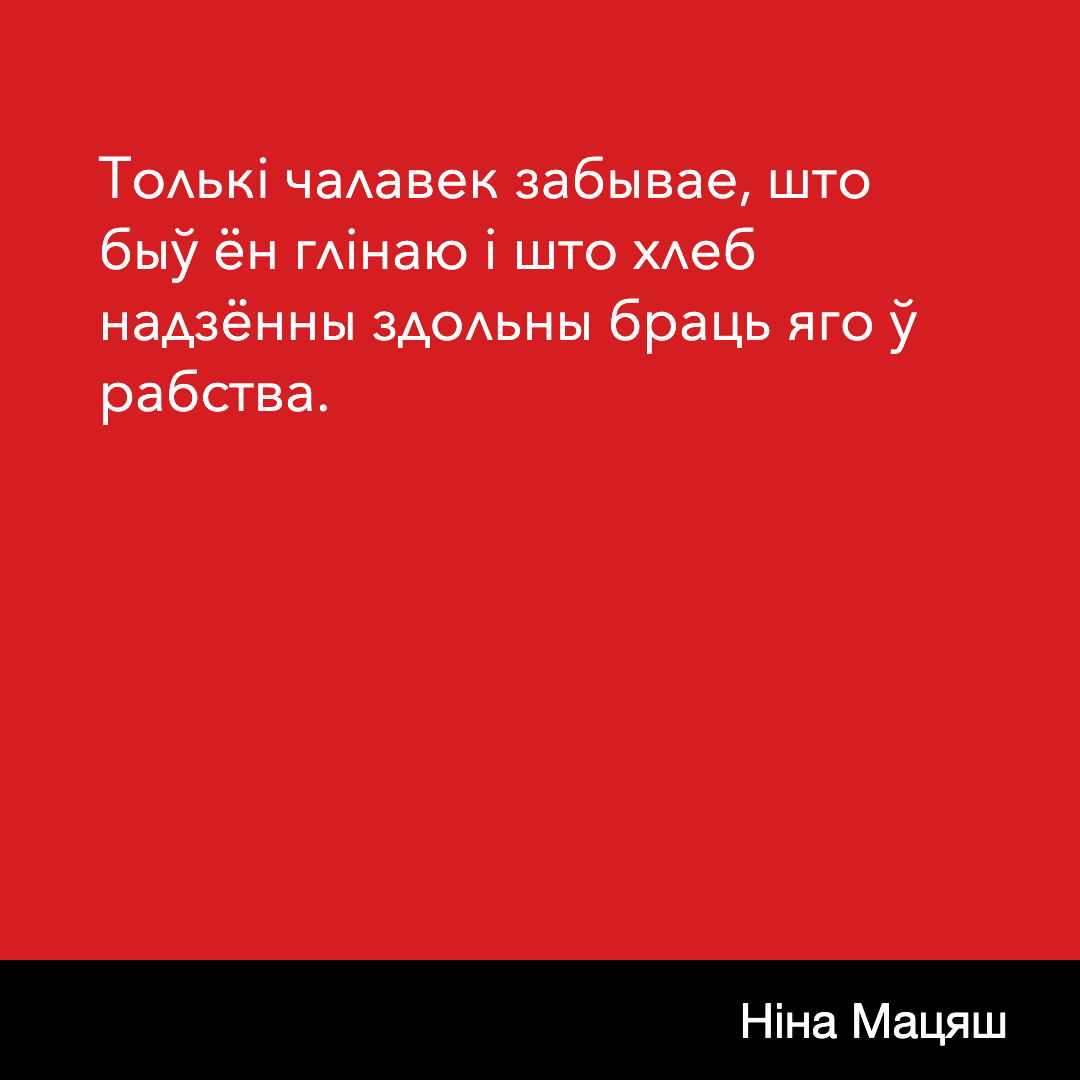 Толькі чалавек забывае, што
быў ён глінаю і што хлеб
надзённы здольны браць яго ў
рабства.
Ніна Мацяш